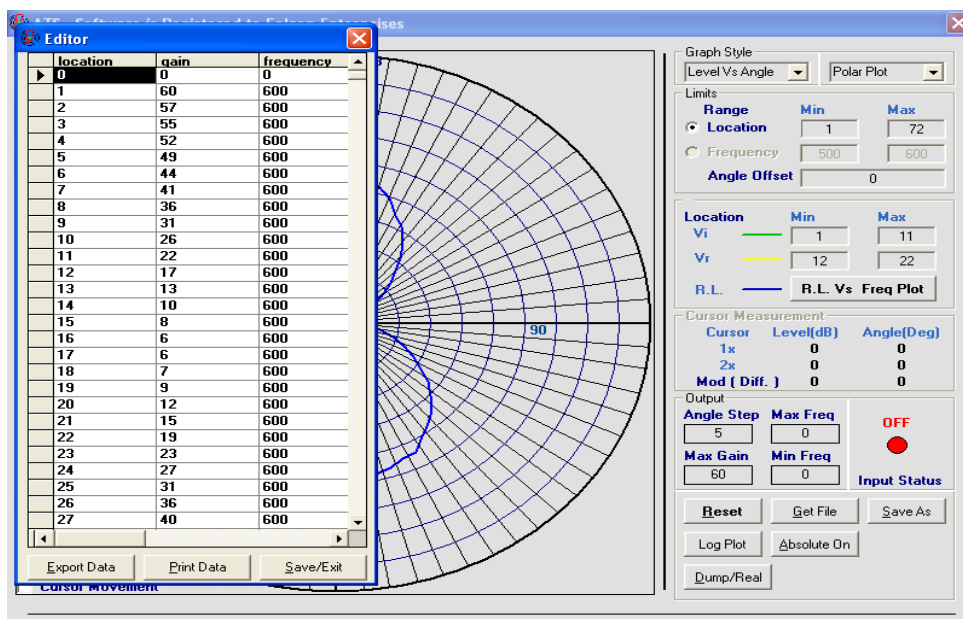 Editor
location gain frequency
0 0 0
1 60 600
2 57 600
3 55 600
4 52 600
5 49 600
6 44 600
7 41 600
8 36 600
9 31 600
10 26 600
11 22 600
12 17 600
13 13 600
14 10 600
15 8 600
16 6 600
17 6 600
18 7 600
19 9 600
20 12 600
21 15 600
22 19 600
23 23 600
24 27 600
25 31 600
26 36 600
27 40 600
Export Data Print Data Save/Exit
Cursor Movement
90
Graph Style
Level Vs Angle Polar Plot
Limits
Range Min Max
Location 1 72
Frequency 500 600
Angle Offset 0
Location Min Max
Vi 1 11
Vr 12 22
R.L. R.L. Vs Freq Plot
Cursor Measurement
Cursor Level(dB) Angle(Deg)
1x 0 0
2x 0 0
Mod ( Diff. ) 0 0
Output
Angle Step Max Freq
5 0
OFF
Max Gain Min Freq
60 0
Input Status
Reset Get File Save As
Log Plot Absolute On
Dump/Real